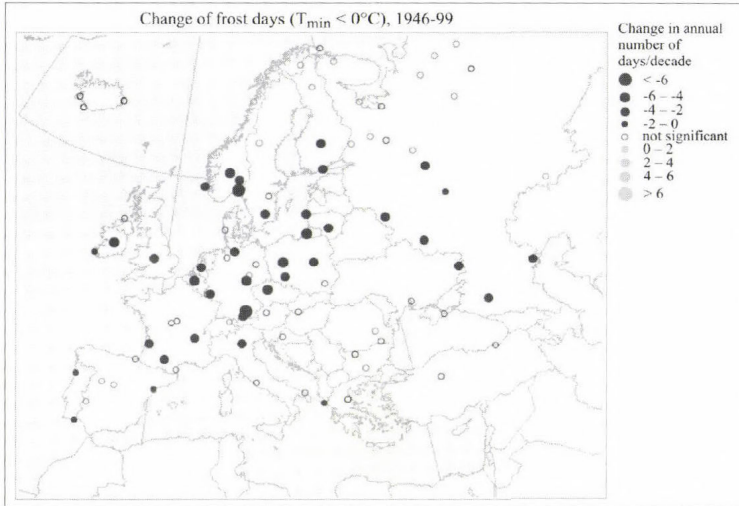 Change of frost days (Tmin < 0°C), 1946-99
Change in annual
number of
days/decade
< -6
-6 – -4
-4 – -2
-2 – 0
not significant
0 – 2
2 – 4
4 – 6
> 6